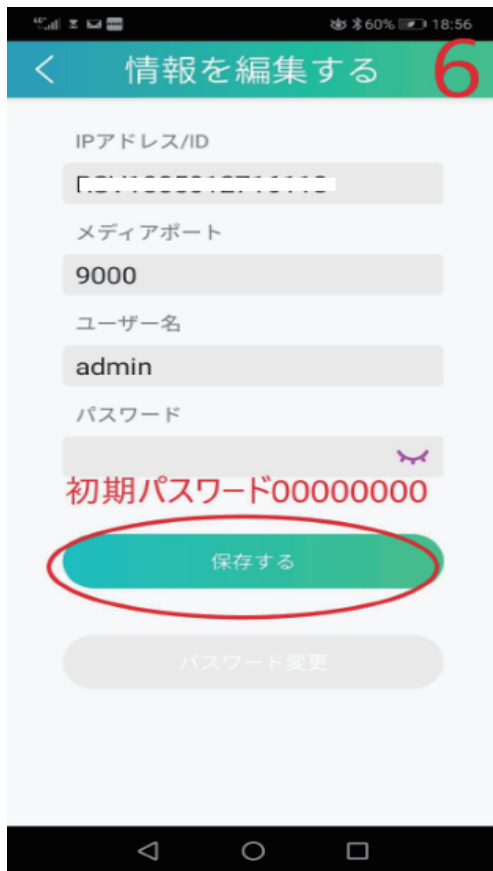 60% 18:56
情報を編集する 6
IPアドレス/ID
メディアポート
9000
ユーザー名
admin
パスワード
初期パスワード00000000
保存する
パスワード変更